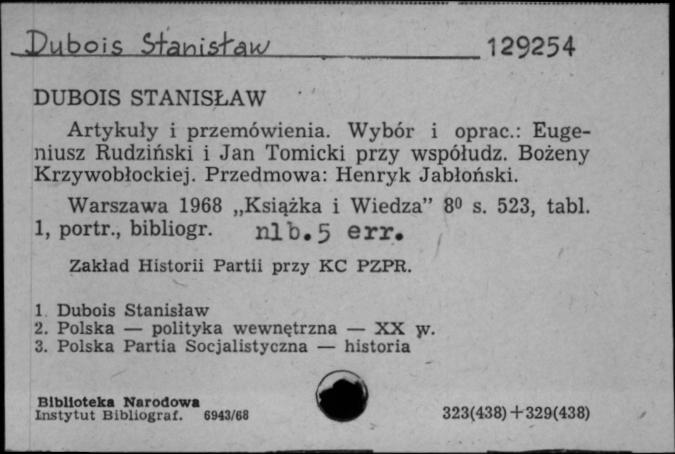 Dubois Stanisław 129254
DUBOIS STANISŁAW
Artykuły i przemówienia. Wybór i oprac.: Euge-
niusz Rudziński i Jan Tomicki przy współudz. Bożeny
Krzywobłockiej. Przedmowa: Henryk Jabłoński.
Warszawa 1968 „Książka i Wiedza” 8⁰ s. 523, tabl.
1, portr., bibliogr. nlb.5 err.
Zakład Historii Partii przy KC PZPR.
1. Dubois Stanisław
2. Polska — polityka wewnętrzna — XX w.
3. Polska Partia Socjalistyczna — historia
Biblioteka Narodowa
Instytut Bibliograf. 6943/68 323(438)+329(438)